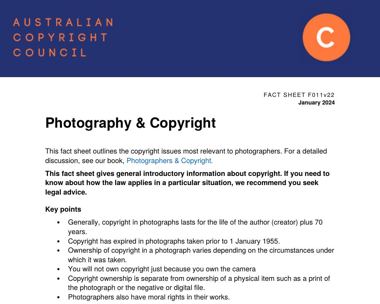 AUSTRALIAN
COPYRIGHT
COUNCIL
C
FACT SHEET F011v22
January 2024
Photography & Copyright
This fact sheet outlines the copyright issues most relevant to photographers. For a detailed
discussion, see our book, Photographers & Copyright.
This fact sheet gives general introductory information about copyright. If you need to
know about how the law applies in a particular situation, we recommend you seek
legal advice.
Key points
• Generally, copyright in photographs lasts for the life of the author (creator) plus 70
years.
• Copyright has expired in photographs taken prior to 1 January 1955.
• Ownership of copyright in a photograph varies depending on the circumstances under
which it was taken.
• You will not own copyright just because you own the camera
• Copyright ownership is separate from ownership of a physical item such as a print of
the photograph or the negative or digital file.
• Photographers also have moral rights in their works.